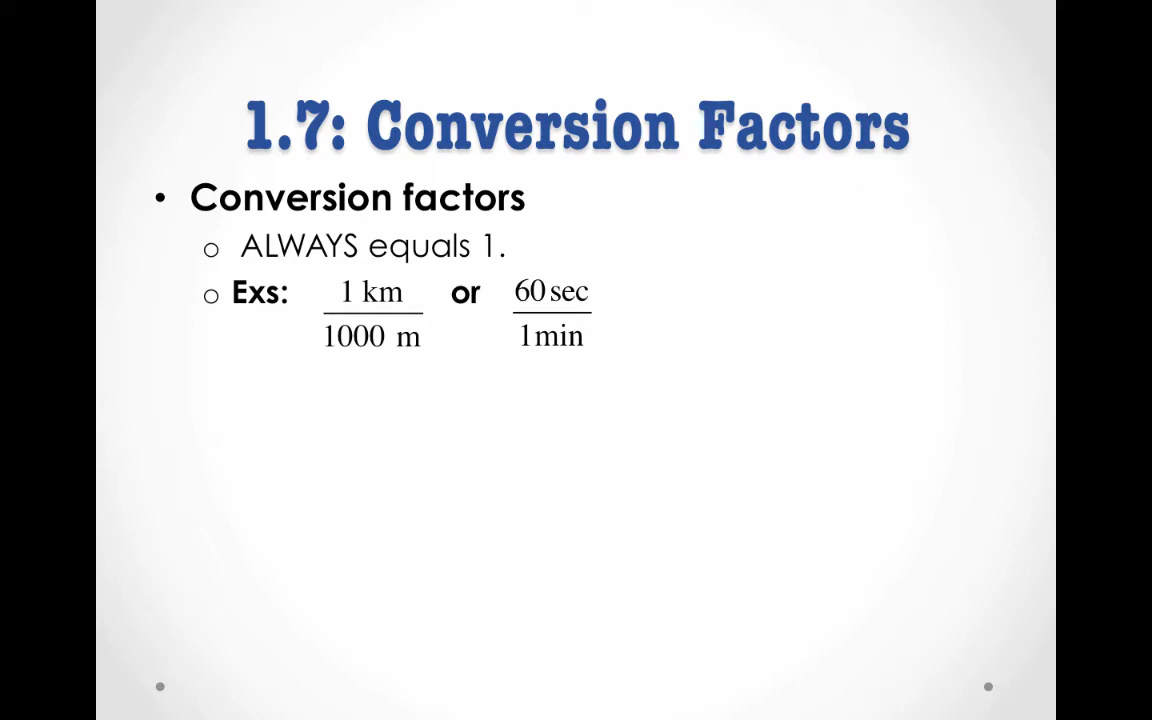 1.7: Conversion Factors
• Conversion factors
o ALWAYS equals 1.
o Exs: 1 km / 1000 m or 60 sec / 1 min